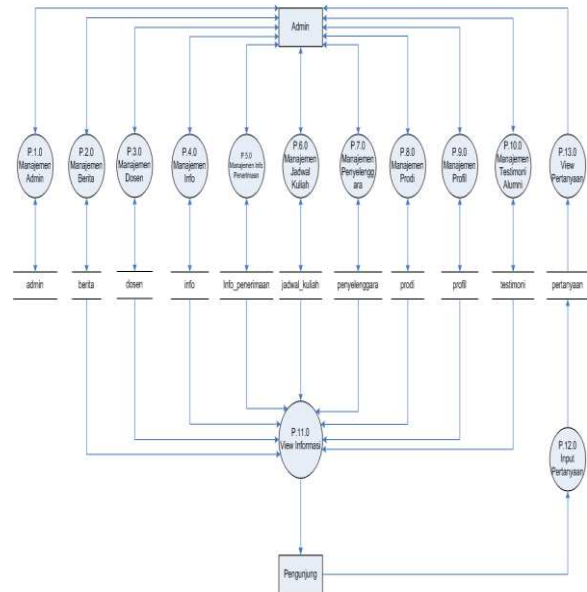 Admin
P.1.0
Manajemen
Admin
P.2.0
Manajemen
Berita
P.3.0
Manajemen
Dosen
P.4.0
Manajemen
Info
P.5.0
Manajemen Info
Penerimaan
P.6.0
Manajemen
Jadwal
Kuliah
P.7.0
Manajemen
Penyelengg
ara
P.8.0
Manajemen
Prodi
P.9.0
Manajemen
Profil
P.10.0
Manajemen
Testimoni
Alumni
P.13.0
View
Pertanyaan
admin
berita
dosen
info
Info_penerimaan
jadwal_kuliah
penyelenggara
prodi
profil
testimoni
pertanyaan
P.11.0
View Informasi
P.12.0
Input
Pertanyaan
Pengunjung